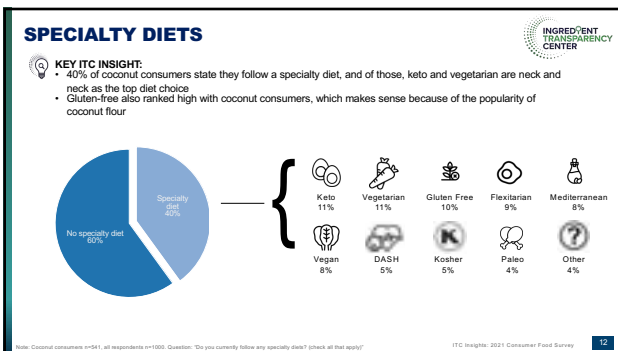 SPECIALTY DIETS
INGREDIENT
TRANSPARENCY
CENTER
KEY ITC INSIGHT:
• 40% of coconut consumers state they follow a specialty diet, and of those, keto and vegetarian are neck and
neck as the top diet choice
• Gluten-free also ranked high with coconut consumers, which makes sense because of the popularity of
coconut flour
Specialty
diet
40%
No specialty diet
60%
Keto
11%
Vegetarian
11%
Gluten Free
10%
Flexitarian
9%
Mediterranean
8%
K
?
Vegan
8%
DASH
5%
Kosher
5%
Paleo
4%
Other
4%
Note: Coconut consumers n=541, all respondents n=1000. Question: "Do you currently follow any specialty diets? (check all that apply)"
ITC Insights: 2021 Consumer Food Survey
12